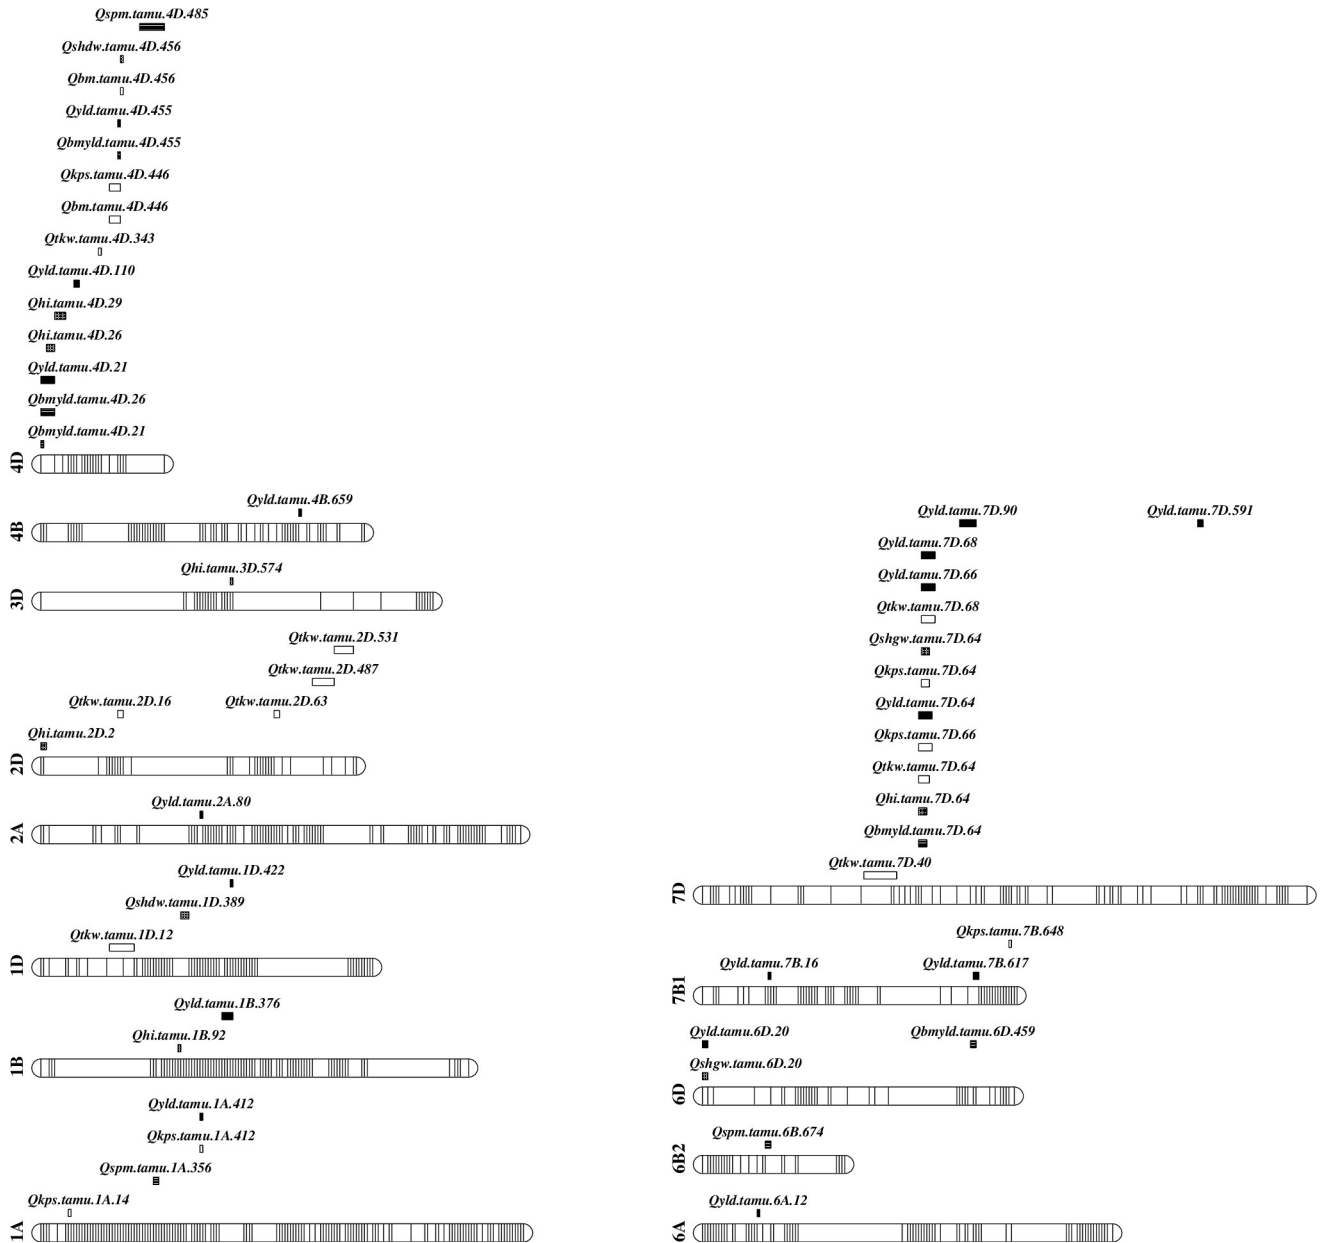 Qspm.tamu.4D.485
Qshdw.tamu.4D.456
Qbm.tamu.4D.456
Qyld.tamu.4D.455
Qbmyld.tamu.4D.455
Qkps.tamu.4D.446
Qbm.tamu.4D.446
Qtkw.tamu.4D.343
Qyld.tamu.4D.110
Qhi.tamu.4D.29
Qhi.tamu.4D.26
Qyld.tamu.4D.21
Qbmyld.tamu.4D.26
Qbmyld.tamu.4D.21
4D
Qyld.tamu.4B.659
4B
Qhi.tamu.3D.574
3D
Qtkw.tamu.2D.531
Qtkw.tamu.2D.487
Qtkw.tamu.2D.16 Qtkw.tamu.2D.63
Qhi.tamu.2D.2
2D
Qyld.tamu.2A.80
2A
Qyld.tamu.1D.422
Qshdw.tamu.1D.389
Qtkw.tamu.1D.12
1D
Qyld.tamu.1B.376
Qhi.tamu.1B.92
1B
Qyld.tamu.1A.412
Qkps.tamu.1A.412
Qspm.tamu.1A.356
Qkps.tamu.1A.14
1A
Qyld.tamu.7D.90 Qyld.tamu.7D.591
Qyld.tamu.7D.68
Qyld.tamu.7D.66
Qtkw.tamu.7D.68
Qshgw.tamu.7D.64
Qkps.tamu.7D.64
Qyld.tamu.7D.64
Qkps.tamu.7D.66
Qtkw.tamu.7D.64
Qhi.tamu.7D.64
Qbmyld.tamu.7D.64
Qtkw.tamu.7D.40
7D
Qkps.tamu.7B.648
Qyld.tamu.7B.16 Qyld.tamu.7B.617
7B1
Qyld.tamu.6D.20 Qbmyld.tamu.6D.459
Qshgw.tamu.6D.20
6D
Qspm.tamu.6B.674
6B2
Qyld.tamu.6A.12
6A